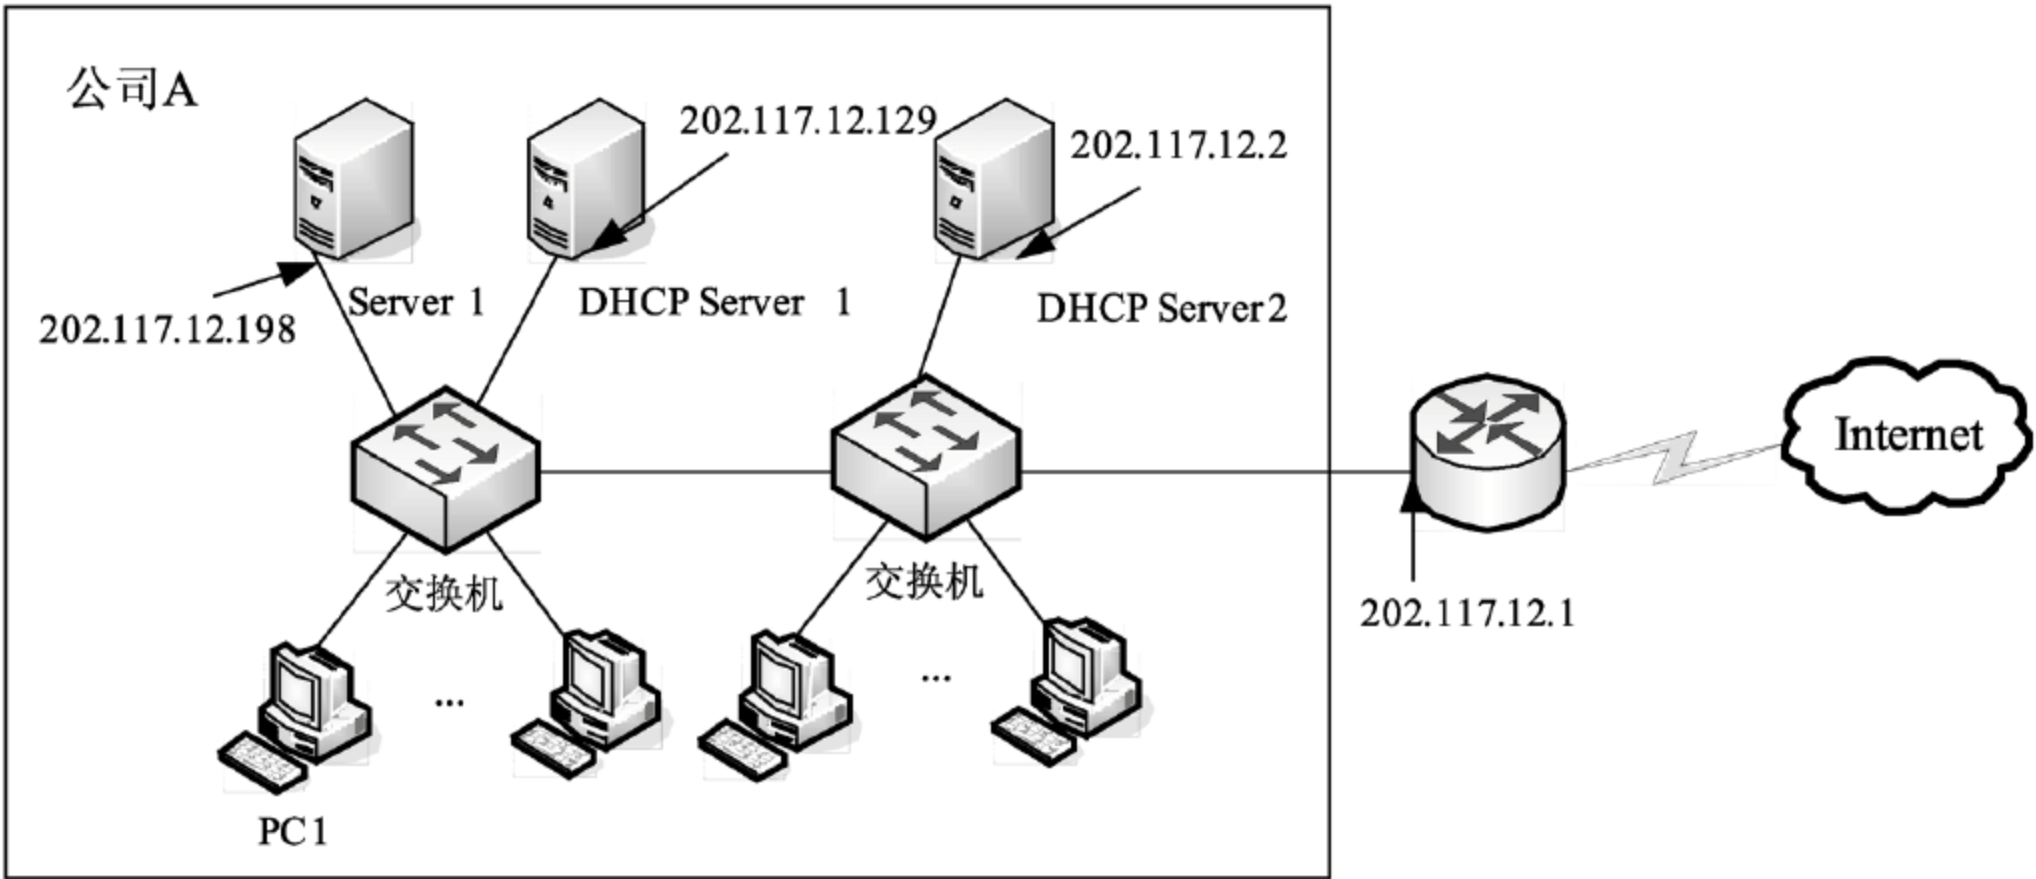 公司A
202.117.12.129
202.117.12.2
Server 1
DHCP Server 1
DHCP Server2
202.117.12.198
Internet
交换机
交换机
202.117.12.1
...
...
PC1